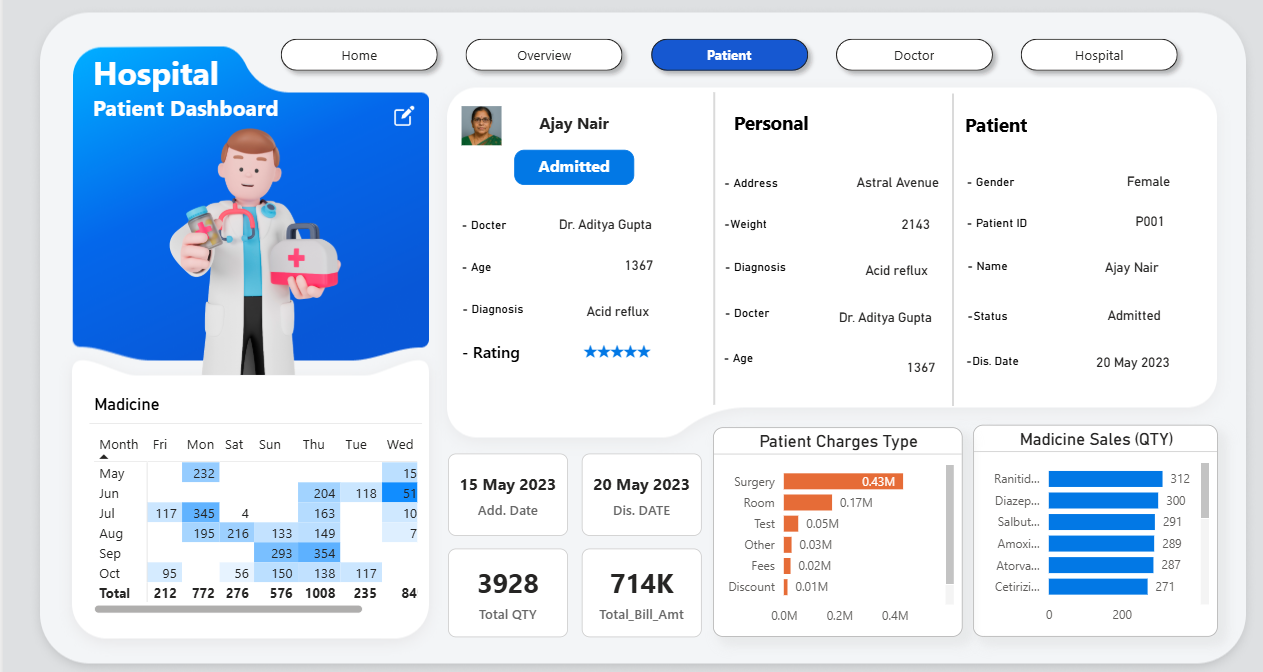 Home
Overview
Patient
Doctor
Hospital
Hospital
Patient Dashboard
Ajay Nair
Admitted
- Docter Dr. Aditya Gupta
- Age 1367
- Diagnosis Acid reflux
- Rating ★★★★★
Personal
- Address Astral Avenue
-Weight 2143
- Diagnosis Acid reflux
- Docter Dr. Aditya Gupta
- Age 1367
Patient
- Gender Female
- Patient ID P001
- Name Ajay Nair
-Status Admitted
-Dis. Date 20 May 2023
Madicine
Month Fri Mon Sat Sun Thu Tue Wed
May 232 15
Jun 204 118 51
Jul 117 345 4 163 10
Aug 195 216 133 149 7
Sep 293 354
Oct 95 56 150 138 117
Total 212 772 276 576 1008 235 84
15 May 2023
Add. Date
20 May 2023
Dis. DATE
3928
Total QTY
714K
Total_Bill_Amt
Patient Charges Type
Surgery 0.43M
Room 0.17M
Test 0.05M
Other 0.03M
Fees 0.02M
Discount 0.01M
0.0M 0.2M 0.4M
Madicine Sales (QTY)
Ranitid... 312
Diazep... 300
Salbut... 291
Amoxi... 289
Atorva... 287
Cetirizi... 271
0 200